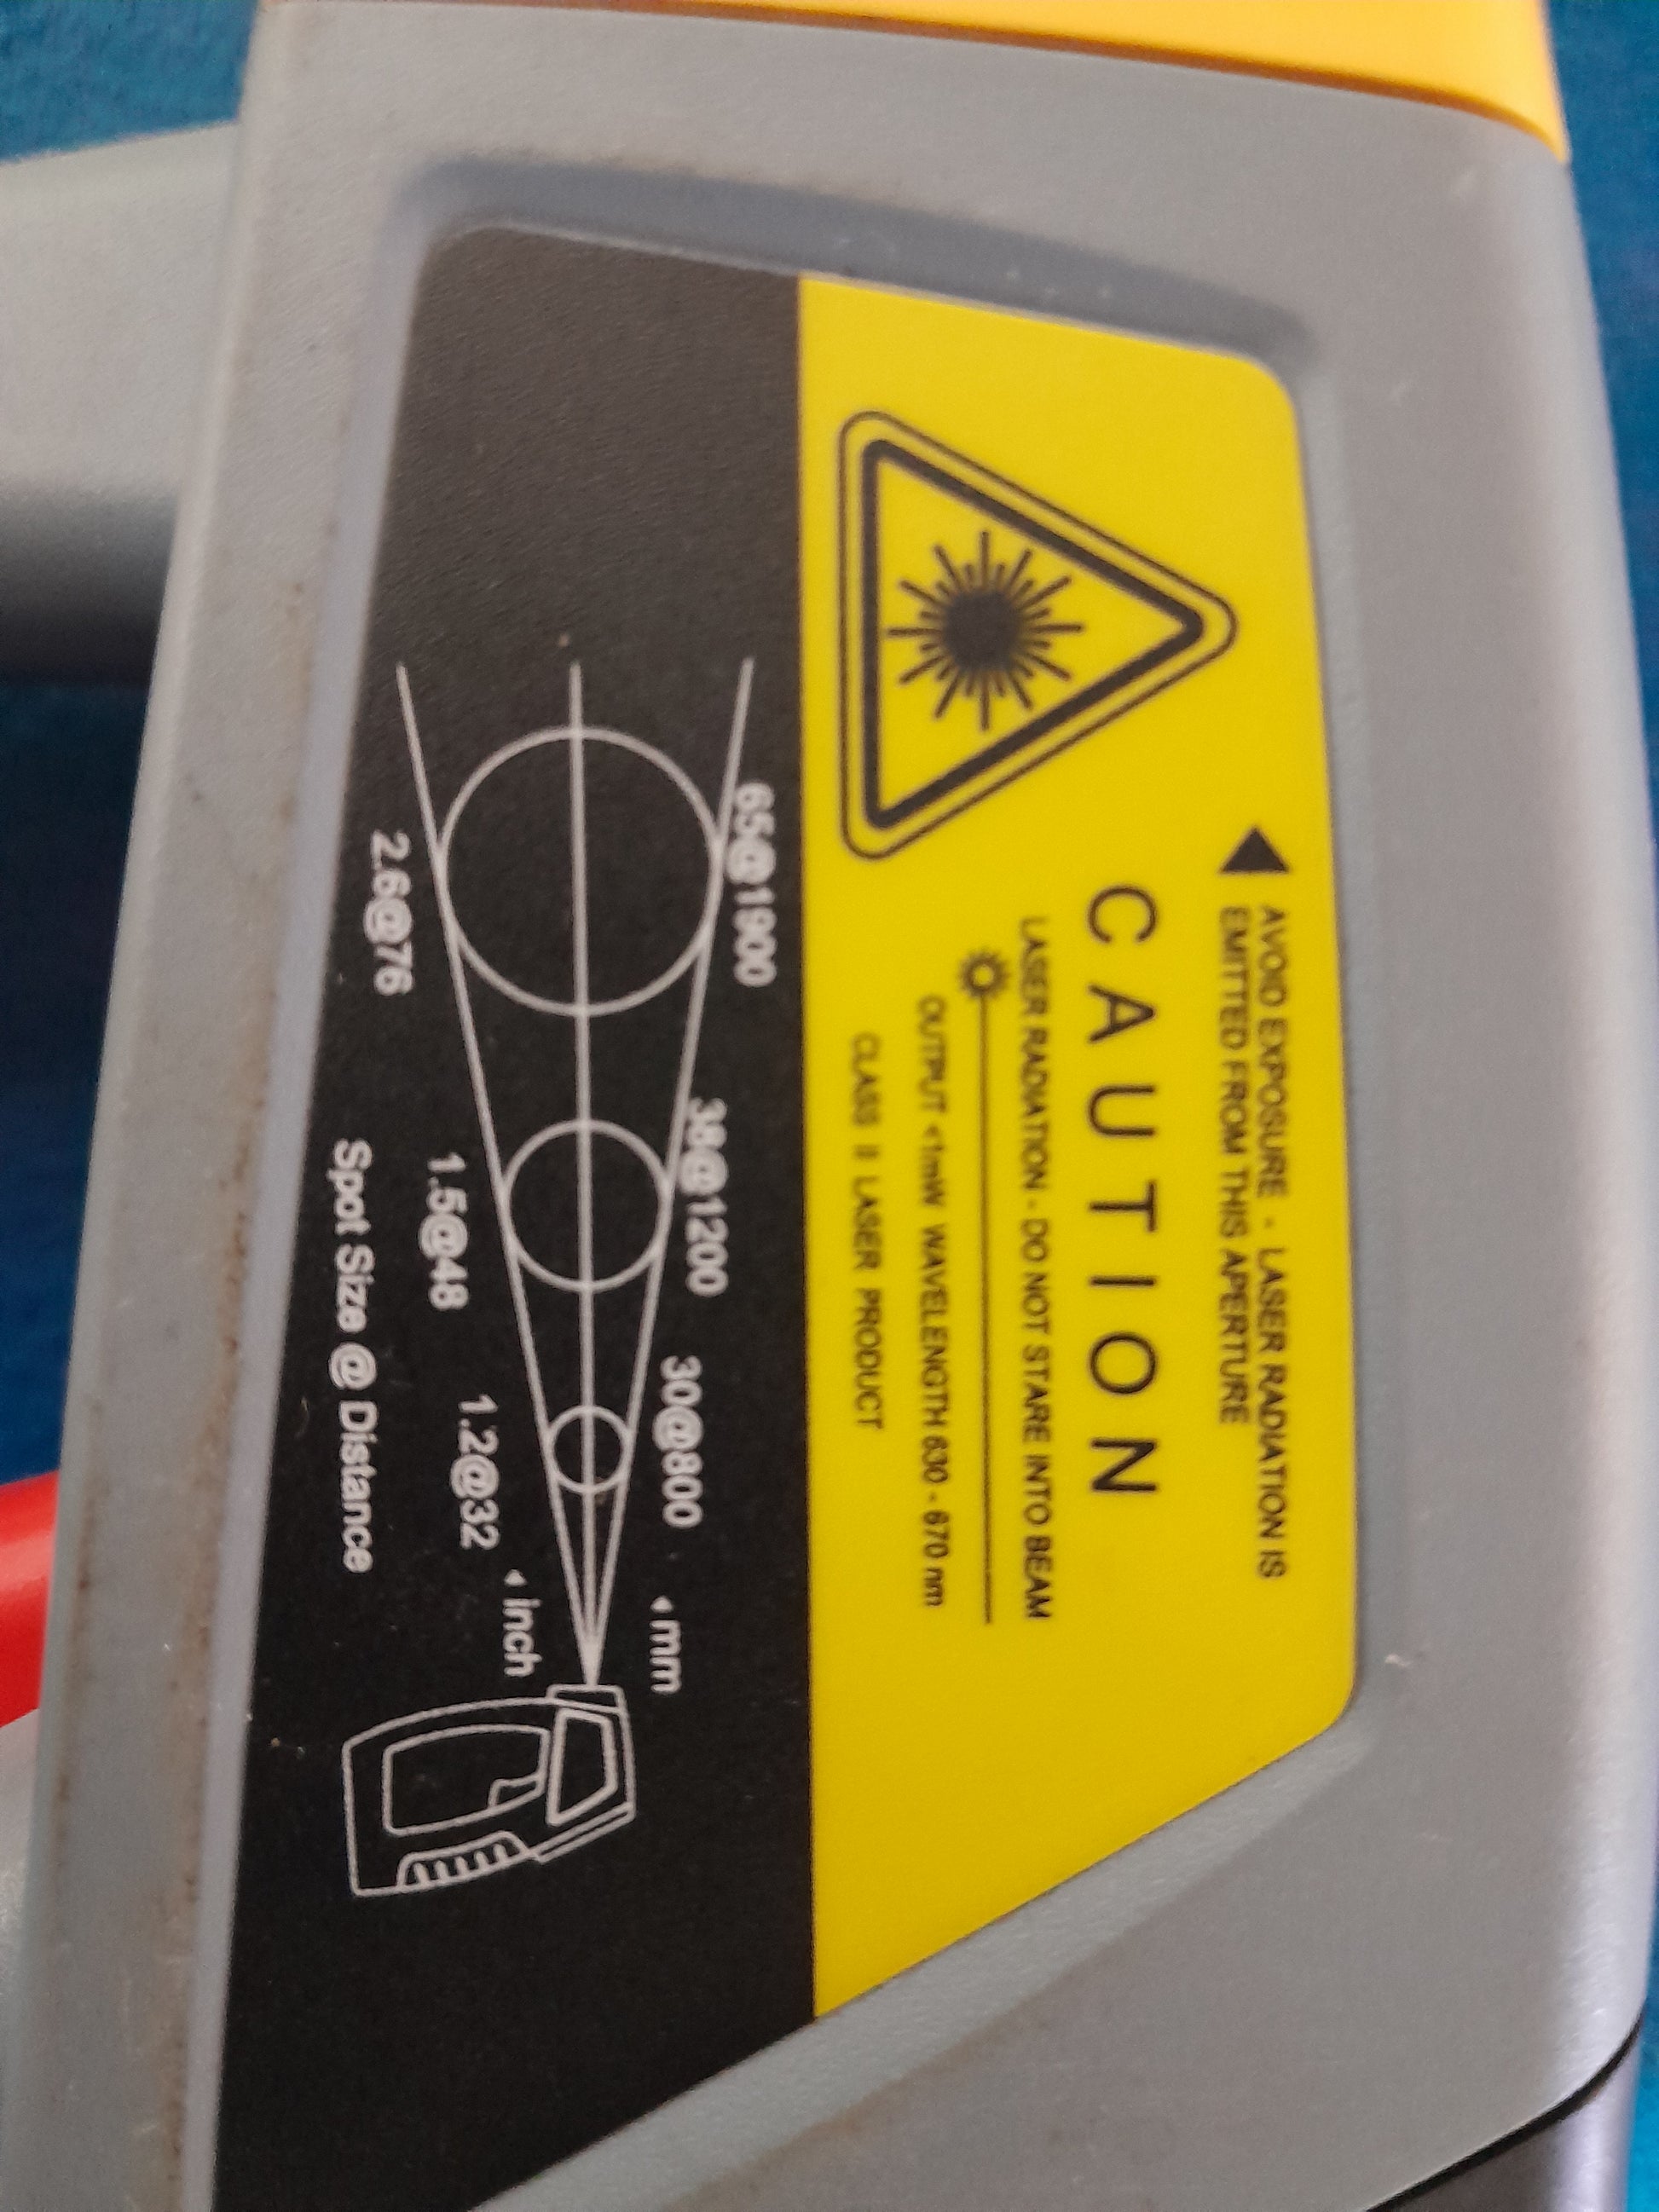 AVOID EXPOSURE - LASER RADIATION IS
EMITTED FROM THIS APERTURE
CAUTION
LASER RADIATION - DO NOT STARE INTO BEAM
OUTPUT <1mW WAVELENGTH 630 - 670 nm
CLASS II LASER PRODUCT
65@1900 38@1200 30@800 mm
2.6@76 1.5@48 1.2@32 inch
Spot Size @ Distance